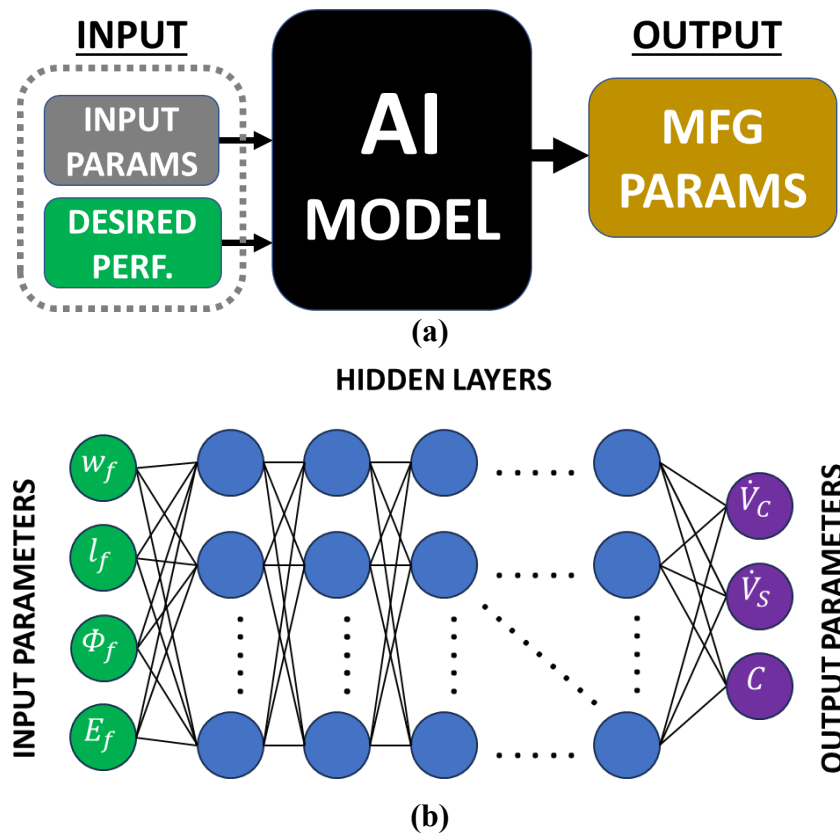 INPUT
OUTPUT
INPUT
PARAMS
DESIRED
PERF.
AI
MODEL
MFG
PARAMS
(a)
HIDDEN LAYERS
INPUT PARAMETERS
w_f
l_f
Φ_f
E_f
V̇_C
V̇_S
C
OUTPUT PARAMETERS
(b)